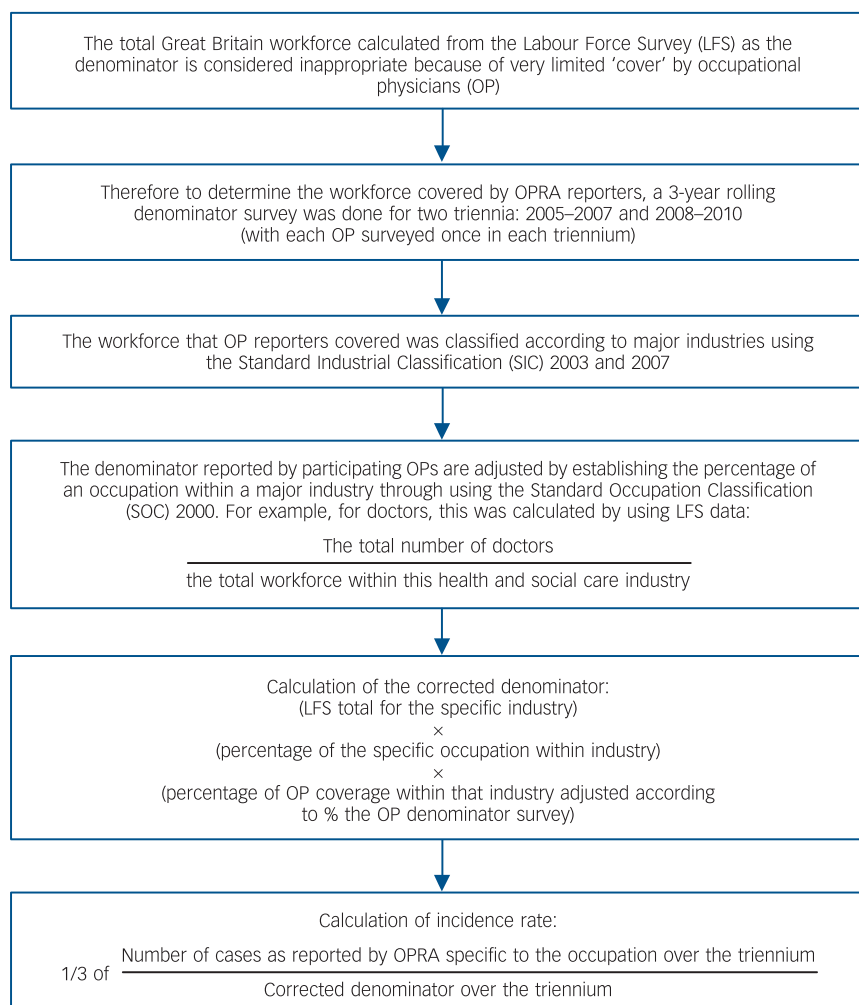 The total Great Britain workforce calculated from the Labour Force Survey (LFS) as the
denominator is considered inappropriate because of very limited ‘cover’ by occupational
physicians (OP)
Therefore to determine the workforce covered by OPRA reporters, a 3-year rolling
denominator survey was done for two triennia: 2005–2007 and 2008–2010
(with each OP surveyed once in each triennium)
The workforce that OP reporters covered was classified according to major industries using
the Standard Industrial Classification (SIC) 2003 and 2007
The denominator reported by participating OPs are adjusted by establishing the percentage of
an occupation within a major industry through using the Standard Occupation Classification
(SOC) 2000. For example, for doctors, this was calculated by using LFS data:
The total number of doctors
the total workforce within this health and social care industry
Calculation of the corrected denominator:
(LFS total for the specific industry)
×
(percentage of the specific occupation within industry)
×
(percentage of OP coverage within that industry adjusted according
to % the OP denominator survey)
Calculation of incidence rate:
1/3 of
Number of cases as reported by OPRA specific to the occupation over the triennium
Corrected denominator over the triennium